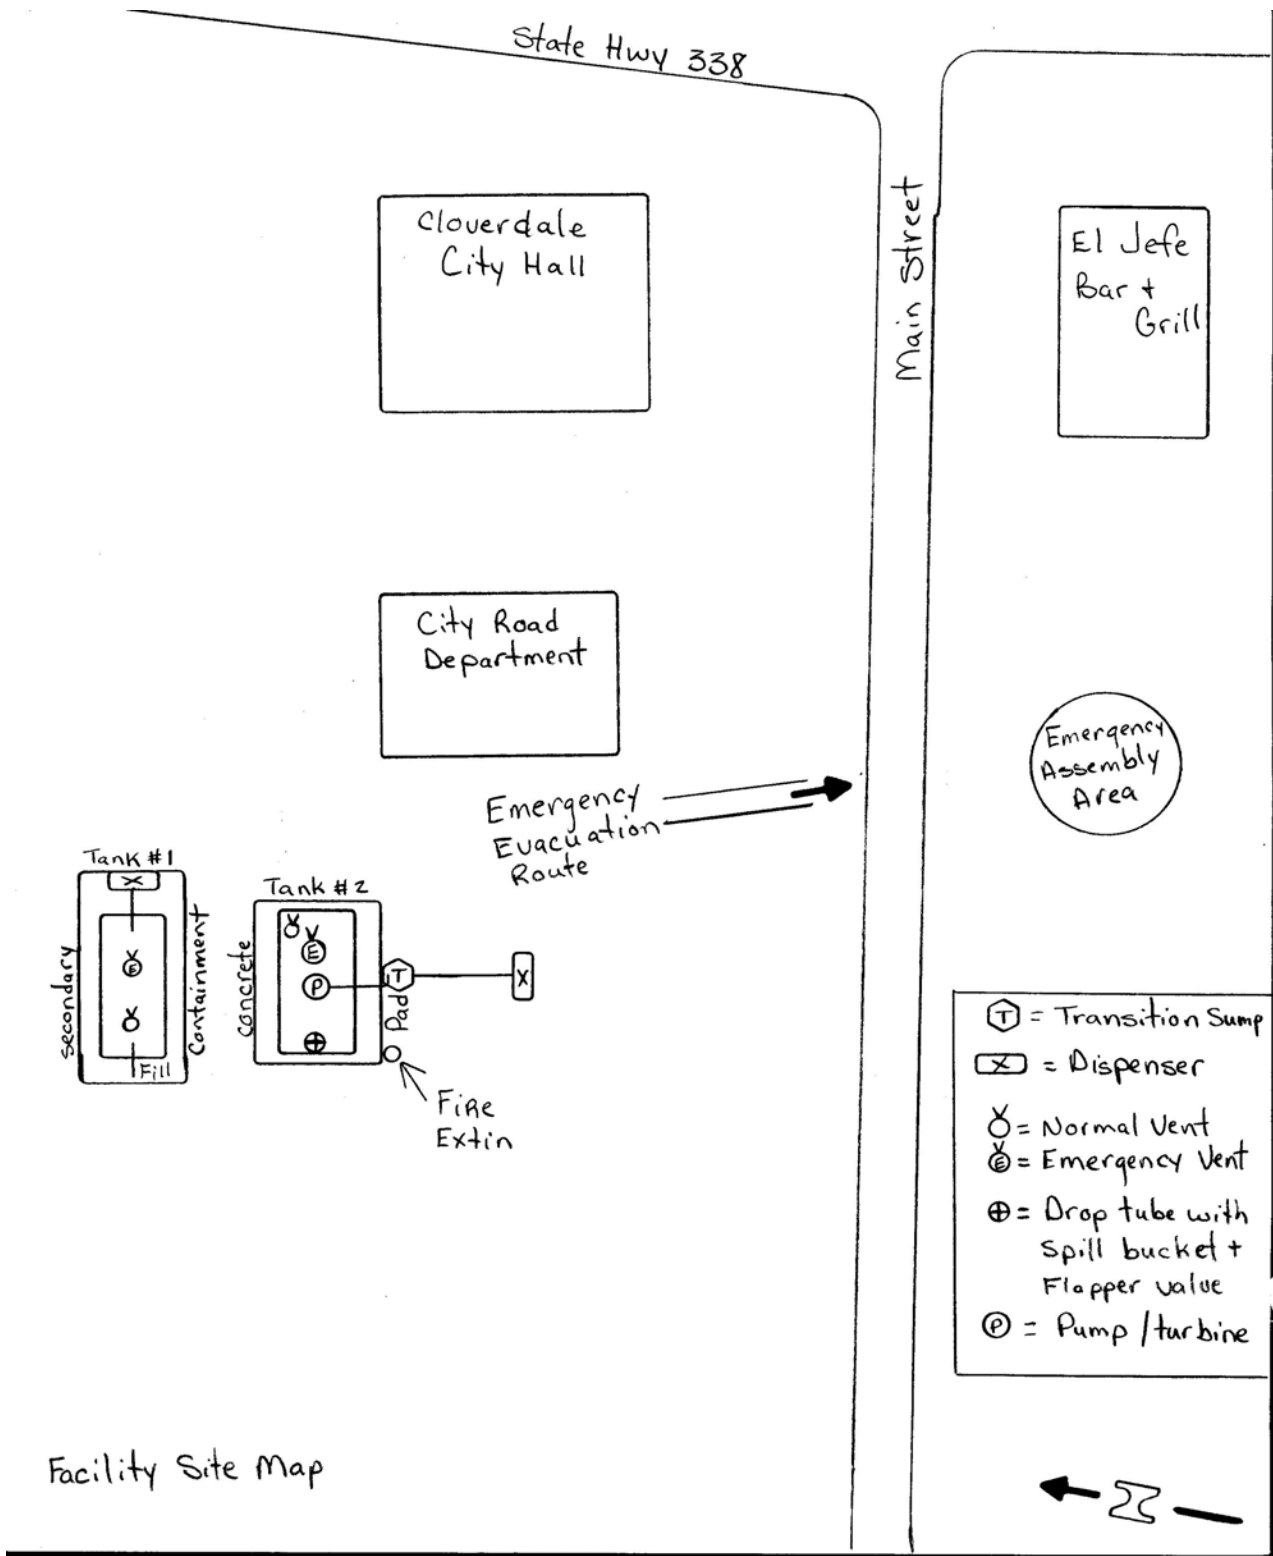 State Hwy 338
Cloverdale
City Hall
Main Street
El Jefe
Bar +
Grill
City Road
Department
Emergency
Assembly
Area
Emergency
Evacuation
Route
Tank #1
X
Secondary
Containment
E
Fill
Tank #2
Concrete
Pad
E
P
T
X
Fire
Extin
T = Transition Sump
X = Dispenser
= Normal Vent
E = Emergency Vent
= Drop tube with
Spill bucket +
Flapper value
P = Pump / turbine
Facility Site Map
N